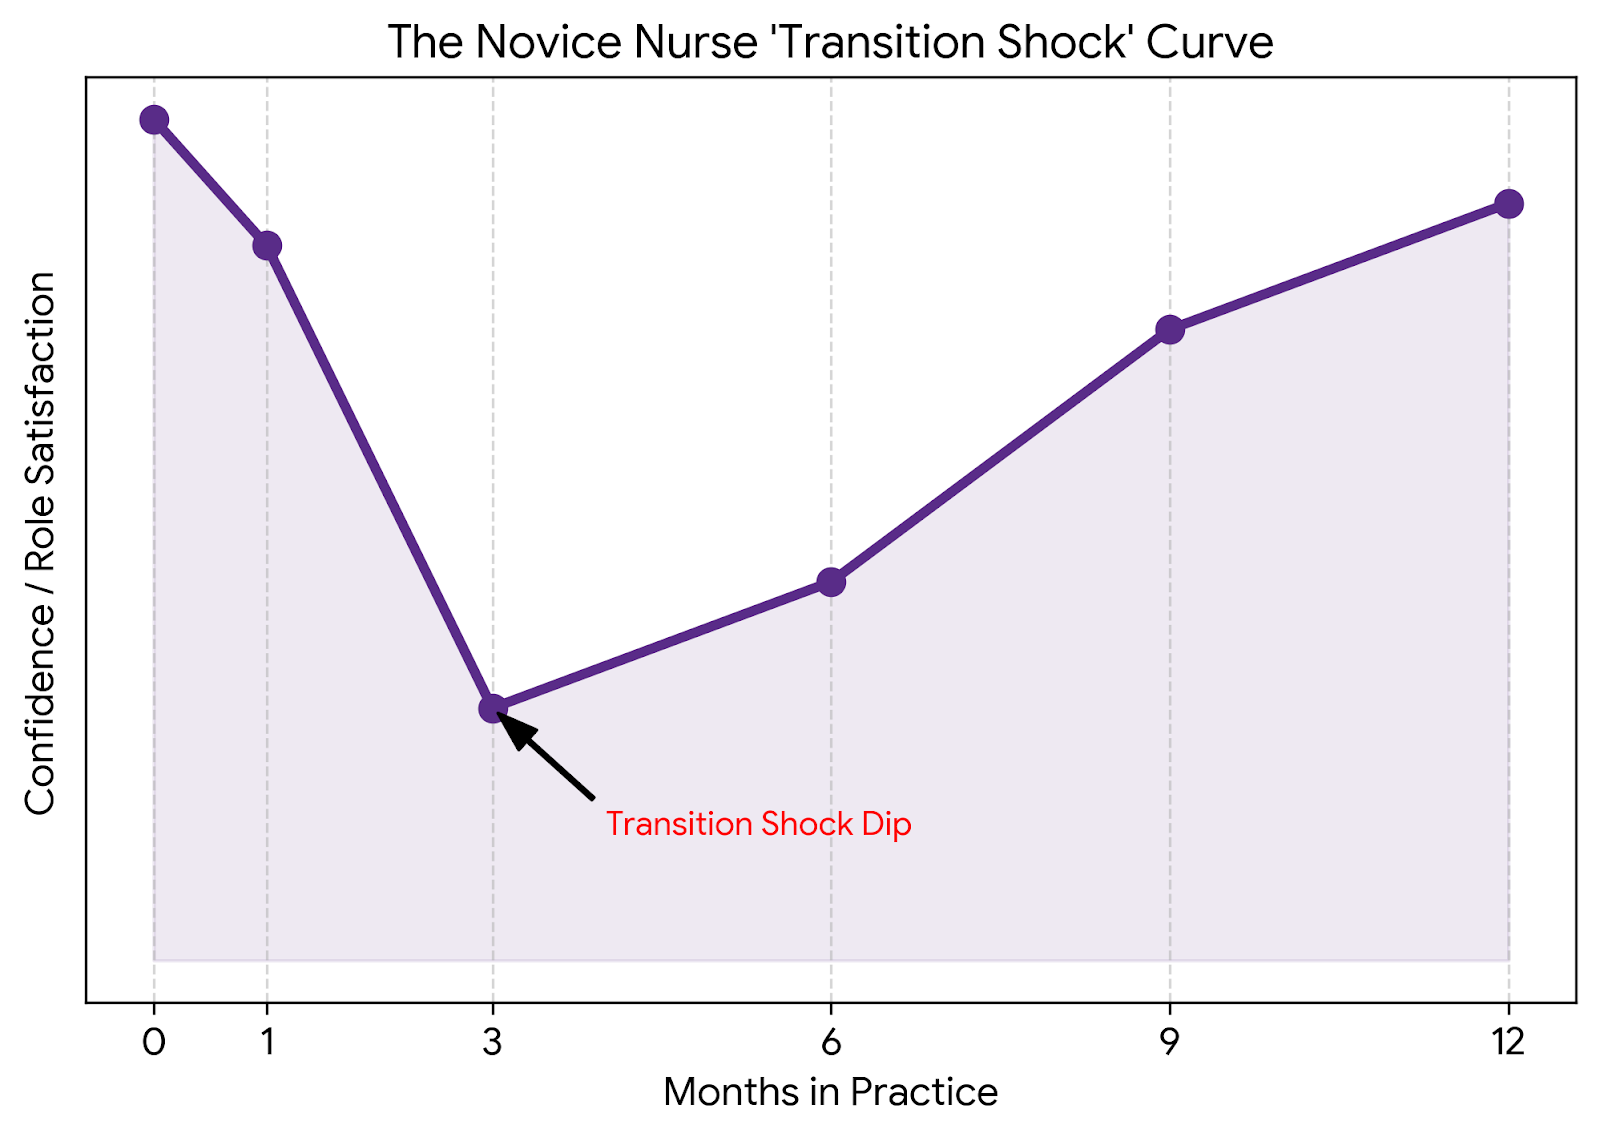 The Novice Nurse 'Transition Shock' Curve
Confidence / Role Satisfaction
Transition Shock Dip
0 1 3 6 9 12
Months in Practice